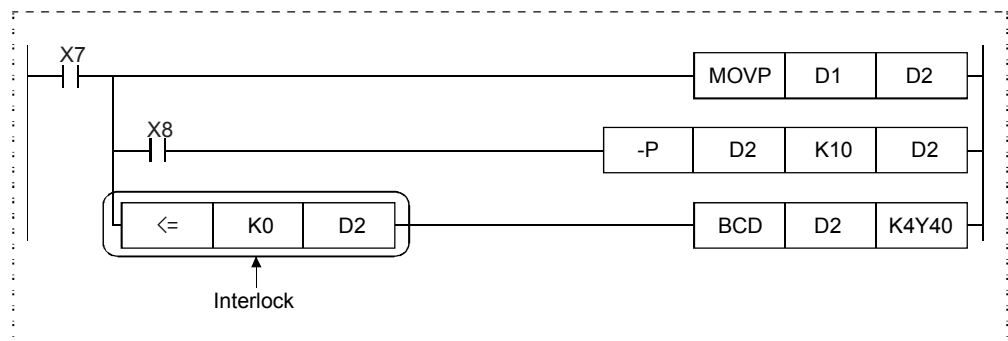 X7
MOVP D1 D2
X8
-P D2 K10 D2
<= K0 D2 BCD D2 K4Y40
Interlock